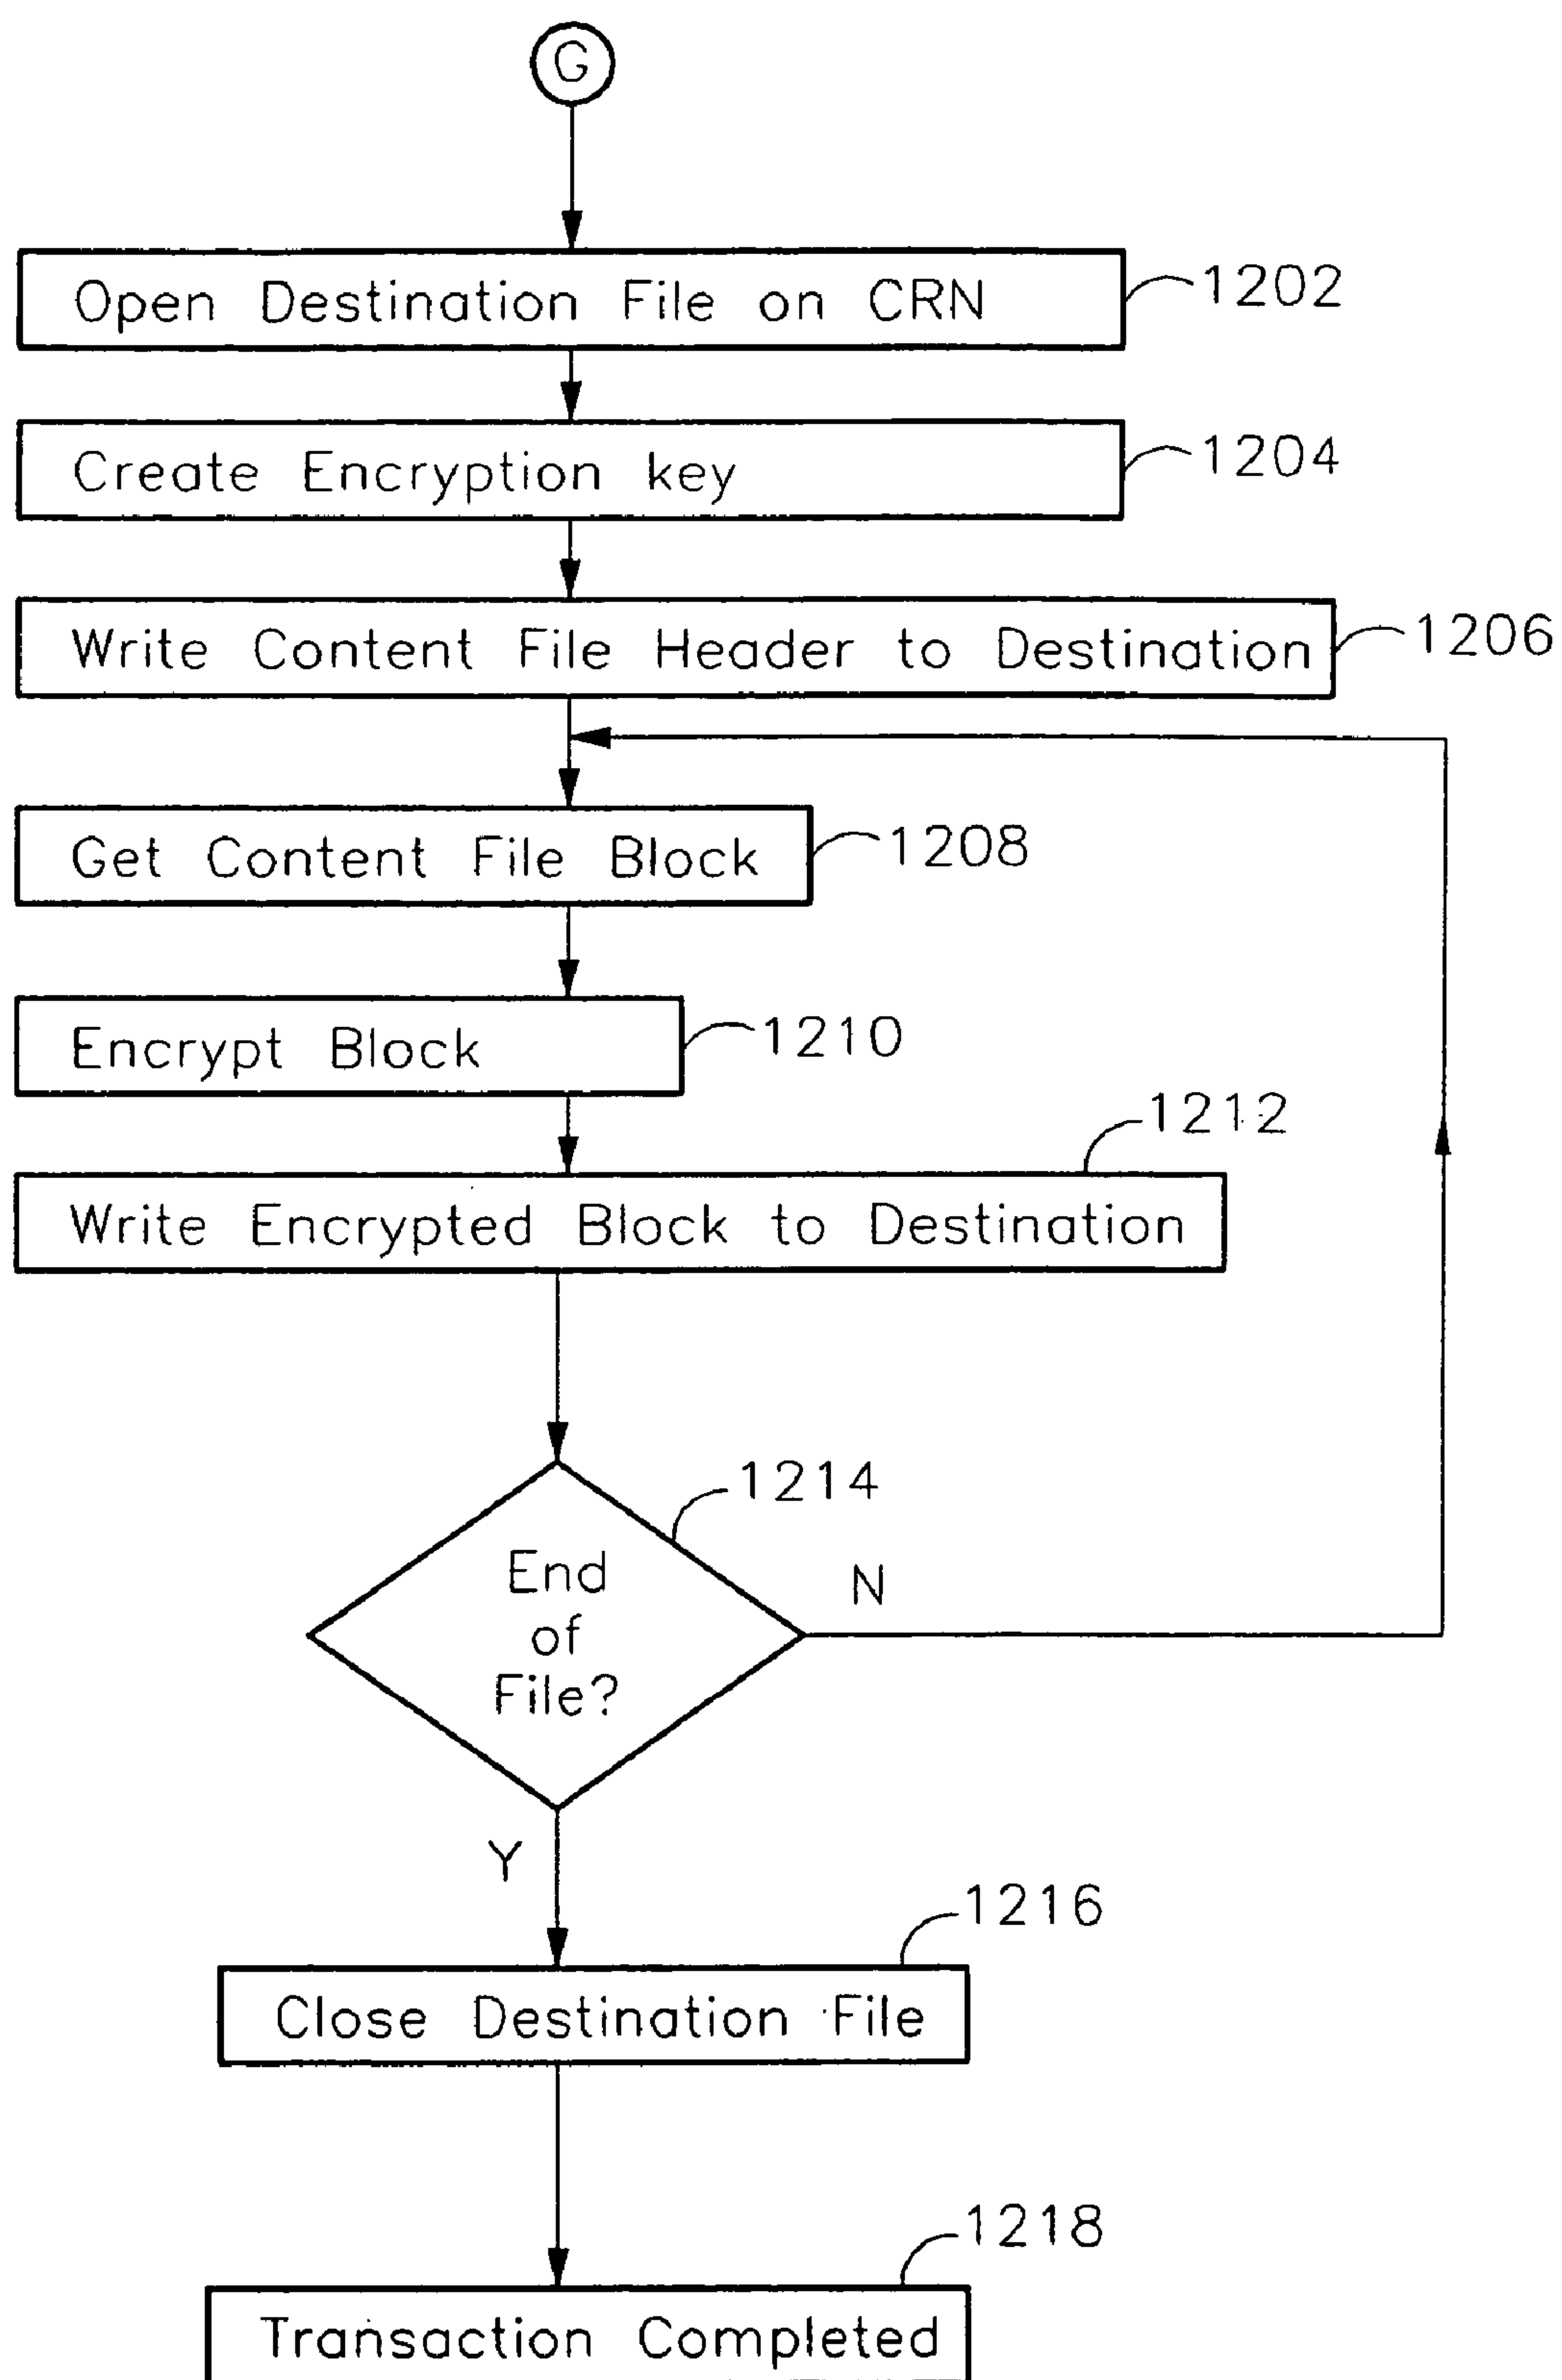 G
Open Destination File on CRN
1202
Create Encryption key
1204
Write Content File Header to Destination
1206
Get Content File Block
1208
Encrypt Block
1210
1212
Write Encrypted Block to Destination
1214
End
of
File?
N
Y
1216
Close Destination File
1218
Transaction Completed